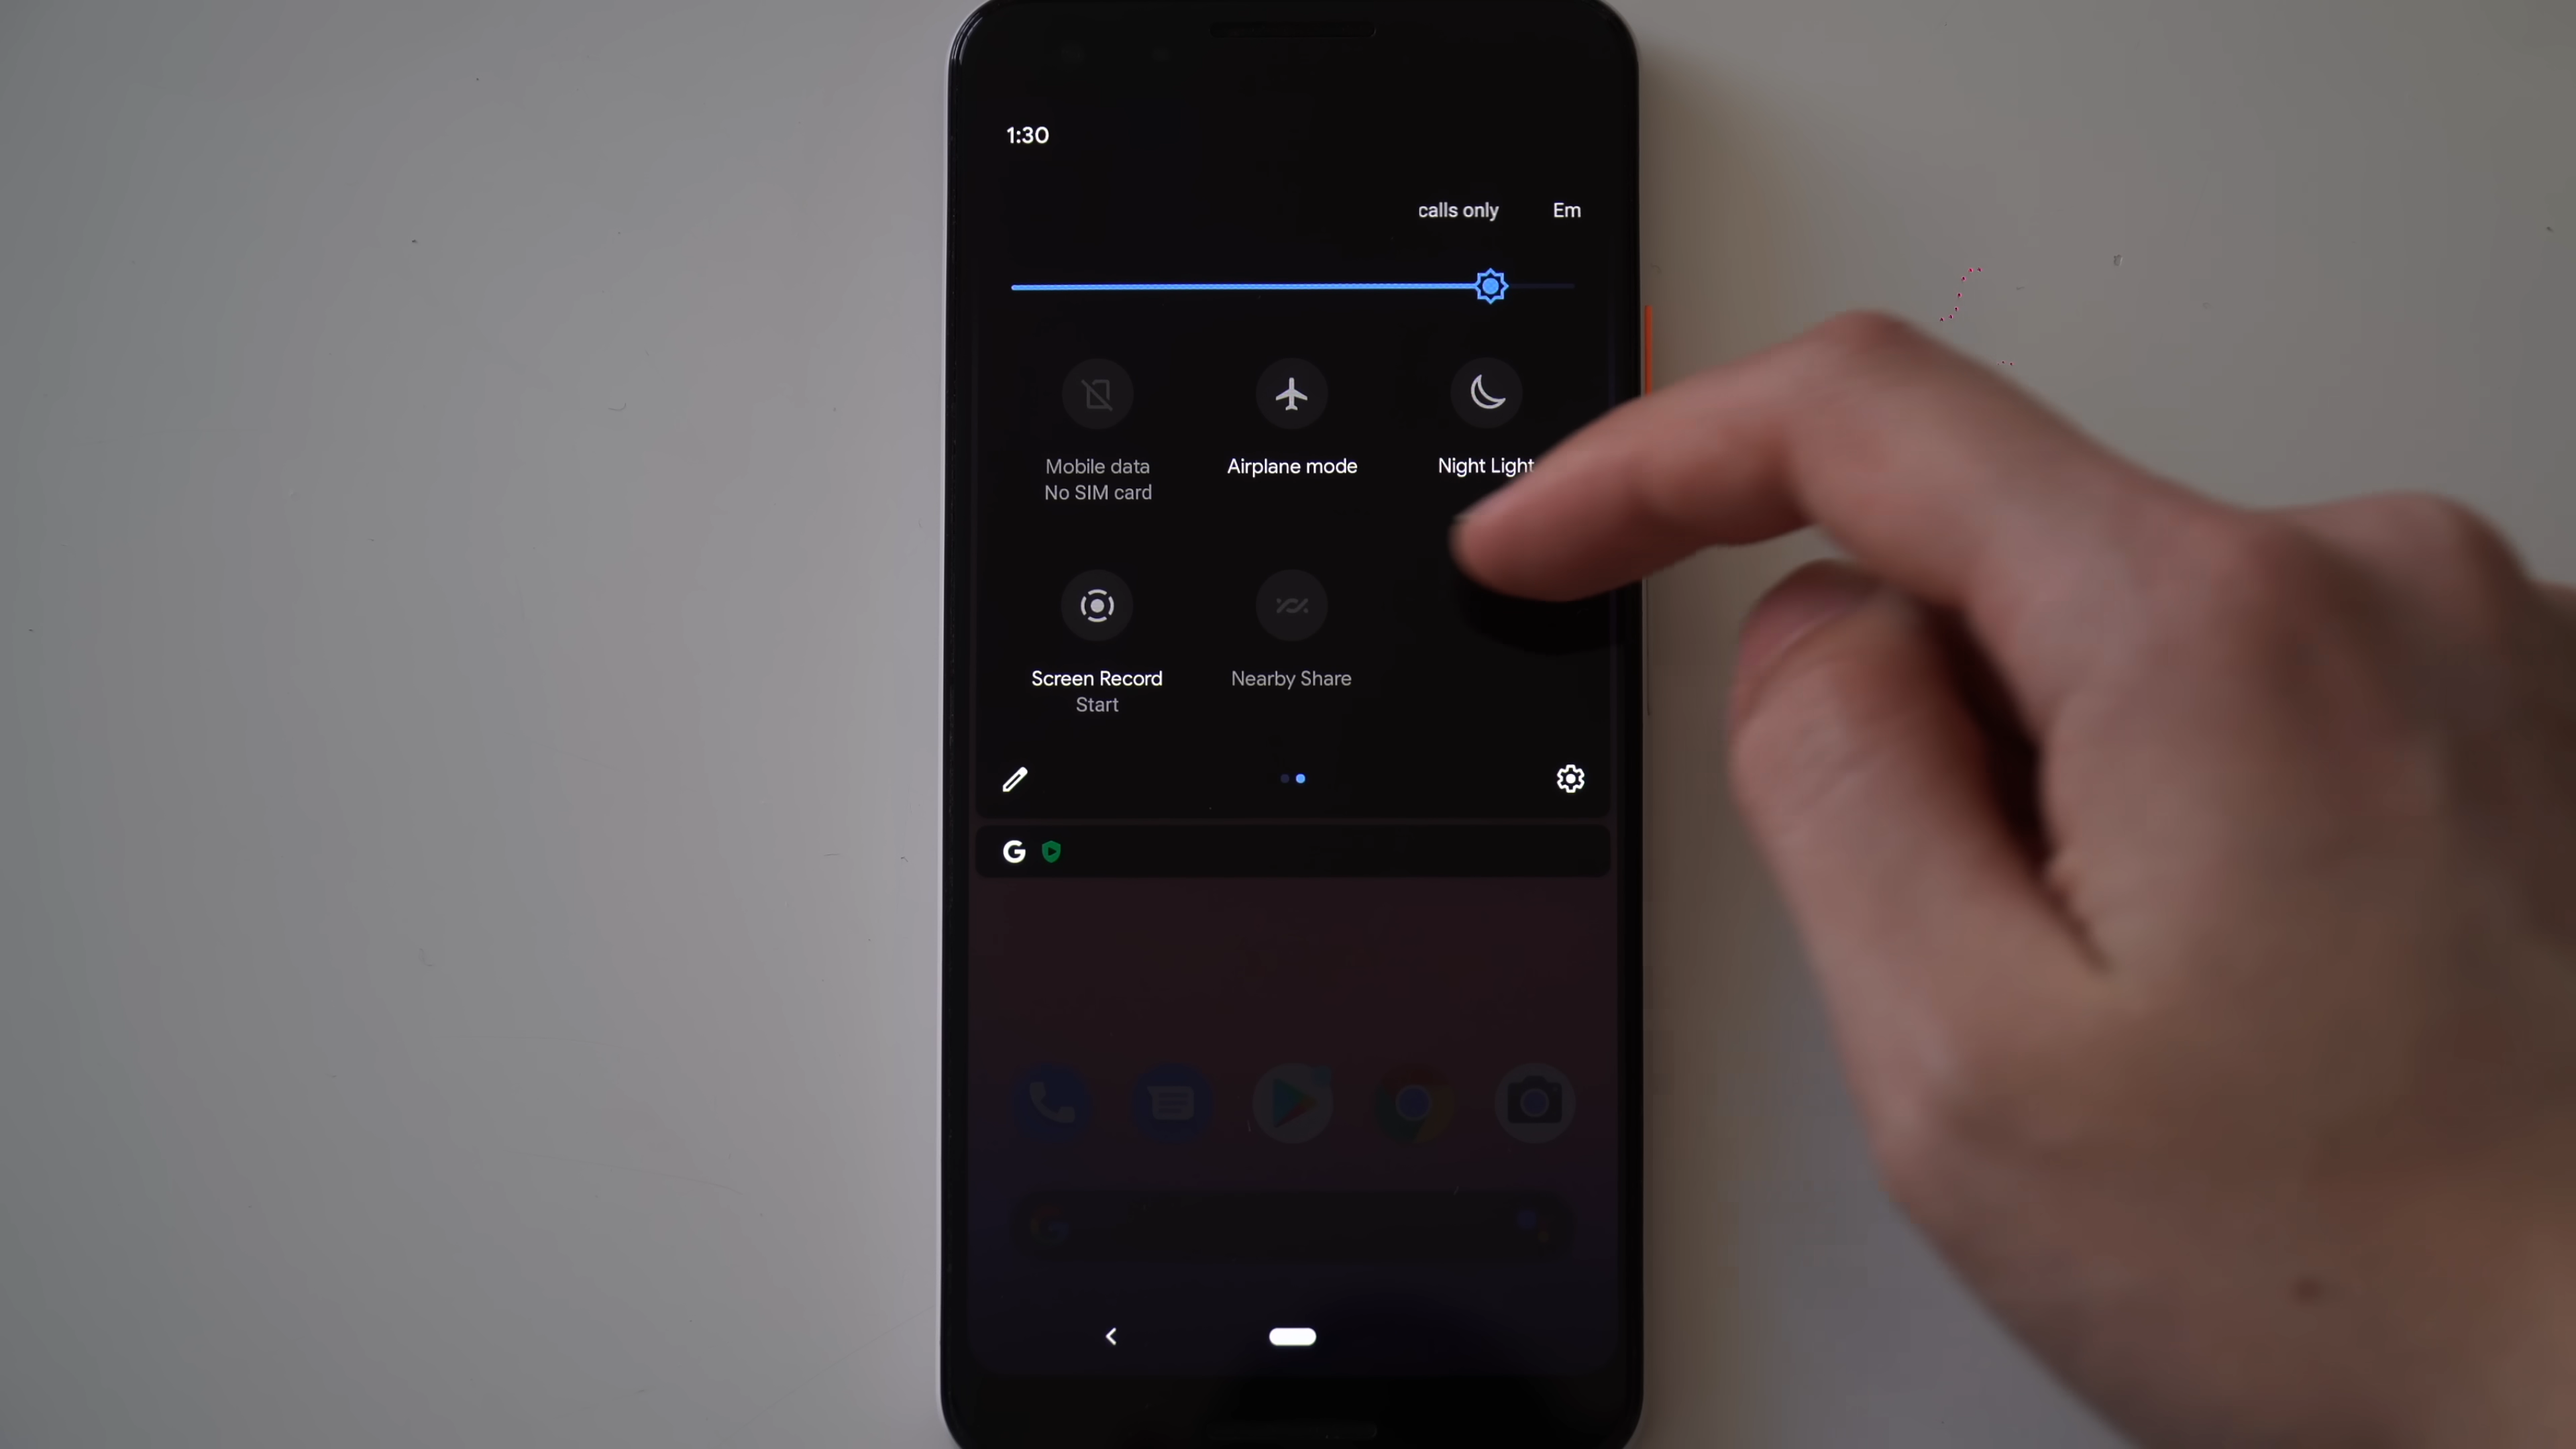 1:30
calls only Em
Mobile data
No SIM card
Airplane mode
Night Light
Screen Record
Start
Nearby Share
G